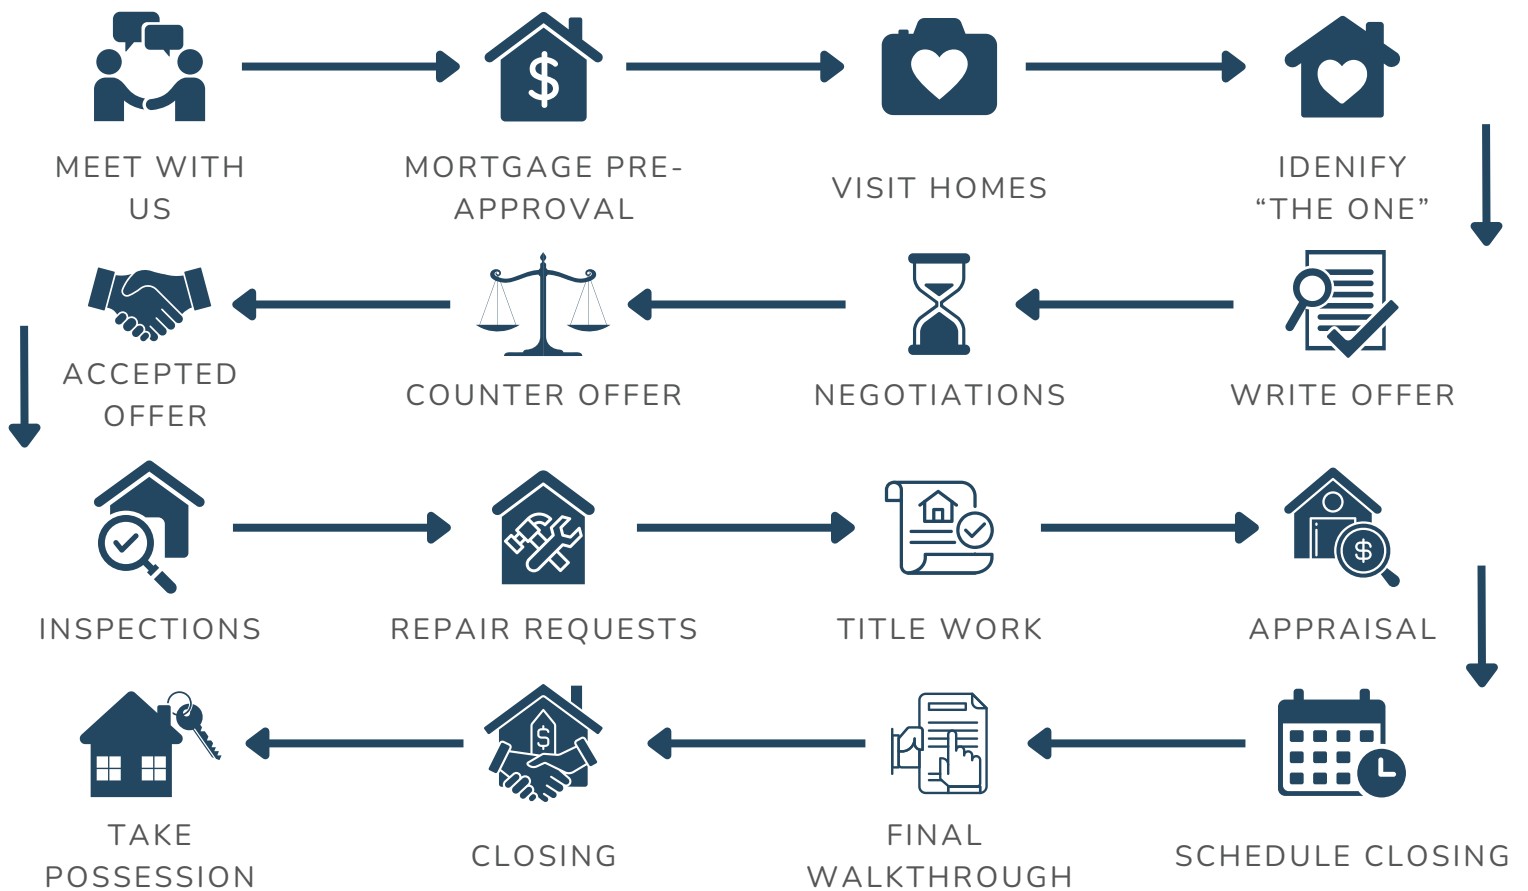 MEET WITH
US
MORTGAGE PRE-
APPROVAL
VISIT HOMES
IDENIFY
“THE ONE”
WRITE OFFER
NEGOTIATIONS
COUNTER OFFER
ACCEPTED
OFFER
INSPECTIONS
REPAIR REQUESTS
TITLE WORK
APPRAISAL
SCHEDULE CLOSING
FINAL
WALKTHROUGH
CLOSING
TAKE
POSSESSION